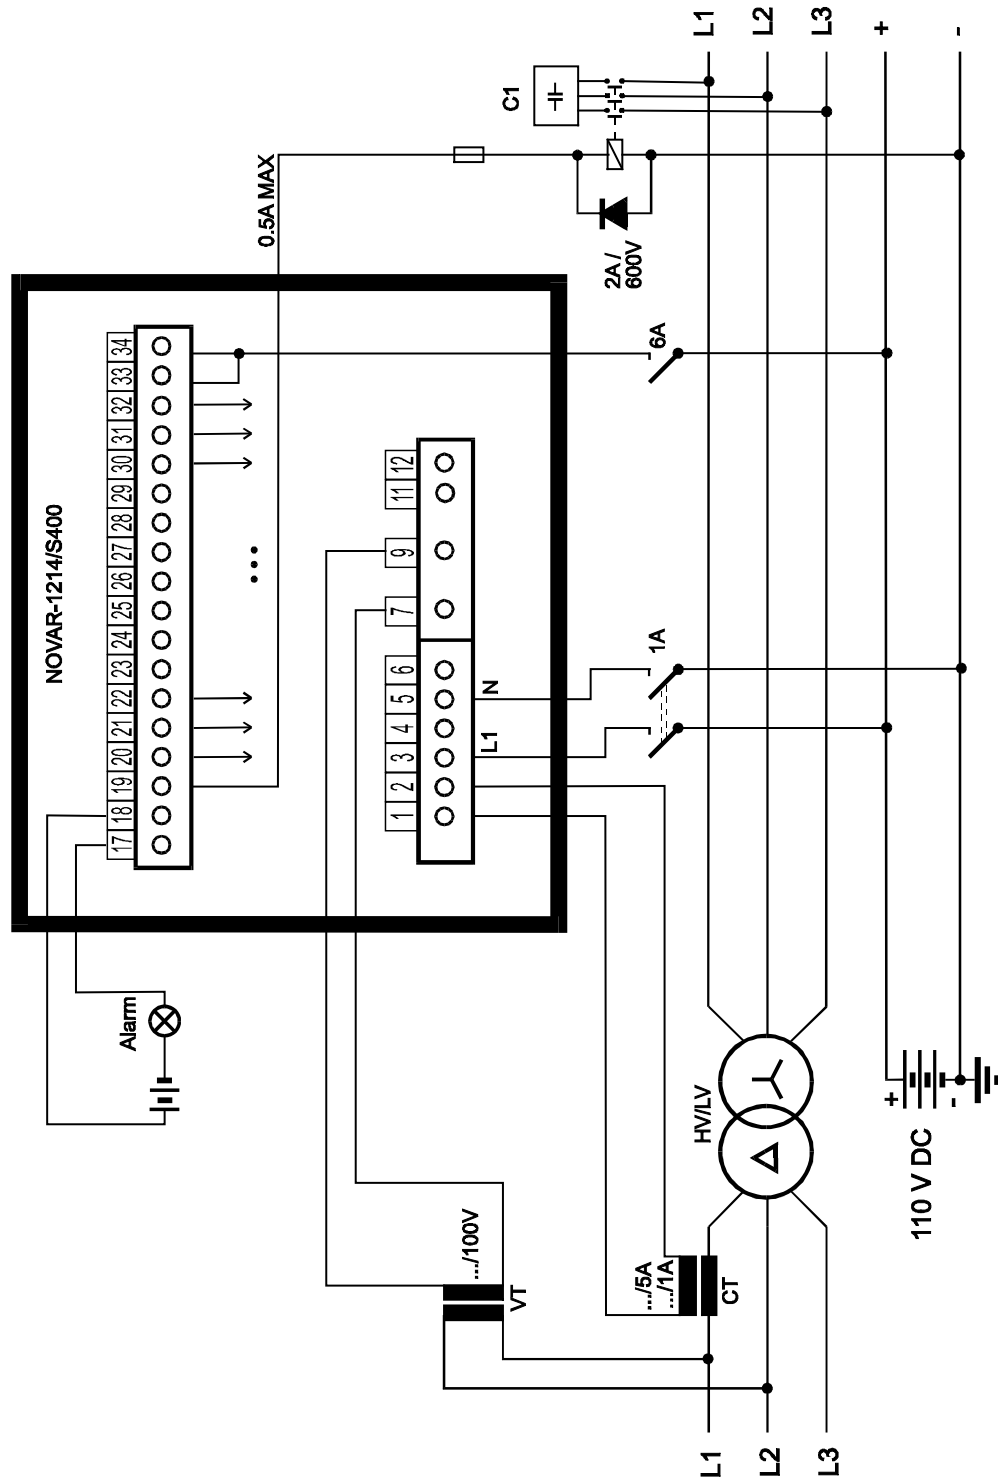 NOVAR-1214/S400
17 18 19 20 21 22 23 24 25 26 27 28 29 30 31 32 33 34
1 2 3 4 5 6 7 9 11 12
L1
N
Alarm
0.5A MAX
C1
2A /
600V
1A
6A
.../100V
VT
.../5A
.../1A
CT
HV/LV
L1
L2
L3
L1
L2
L3
+
-
+
-
110 V DC